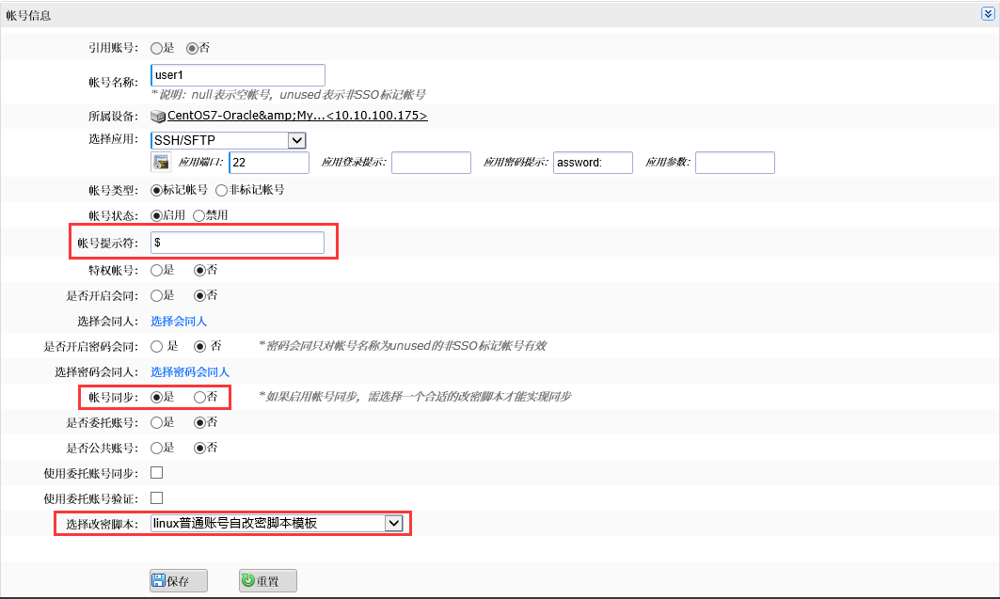 帐号信息
引用账号： 是 否
帐号名称： user1
*说明：null表示空帐号，unused表示非SSO标记帐号
所属设备： CentOS7-Oracle&amp;My...<10.10.100.175>
选择应用： SSH/SFTP
应用端口： 22 应用登录提示： 应用密码提示： assword: 应用参数：
帐号类型： 标记帐号 非标记帐号
帐号状态： 启用 禁用
帐号提示符： $
特权帐号： 是 否
是否开启会同： 是 否
选择会同人： 选择会同人
是否开启密码会同： 是 否 *密码会同只对帐号名称为unused的非SSO标记帐号有效
选择密码会同人： 选择密码会同人
帐号同步： 是 否 *如果启用帐号同步，需选择一个合适的改密脚本才能实现同步
是否委托账号： 是 否
是否公共账号： 是 否
使用委托账号同步：
使用委托账号验证：
选择改密脚本： linux普通账号自改密脚本模板
保存 重置